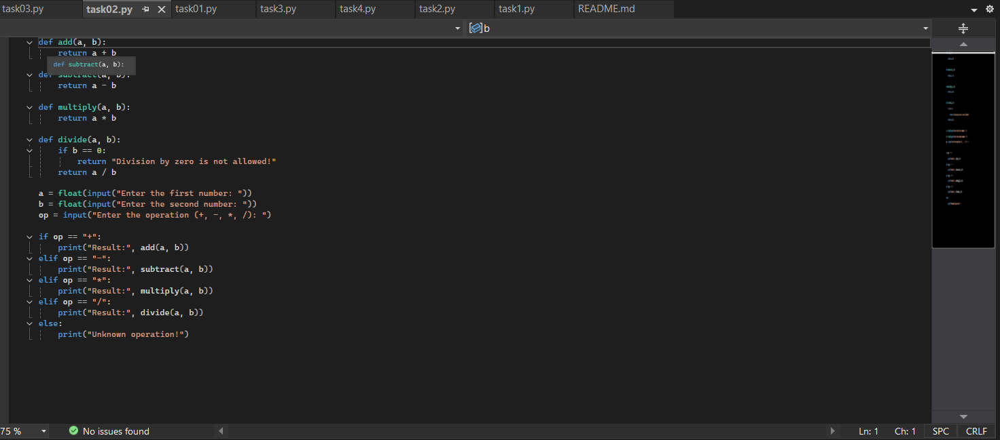 task03.py task02.py task01.py task3.py task4.py task2.py task1.py README.md
b
def add(a, b):
    return a + b
def subtract(a, b):
def subtract(a, b):
    return a - b
def multiply(a, b):
    return a * b
def divide(a, b):
    if b == 0:
        return "Division by zero is not allowed!"
    return a / b
a = float(input("Enter the first number: "))
b = float(input("Enter the second number: "))
op = input("Enter the operation (+, -, *, /): ")
if op == "+":
    print("Result:", add(a, b))
elif op == "-":
    print("Result:", subtract(a, b))
elif op == "*":
    print("Result:", multiply(a, b))
elif op == "/":
    print("Result:", divide(a, b))
else:
    print("Unknown operation!")
75 % No issues found Ln: 1 Ch: 1 SPC CRLF